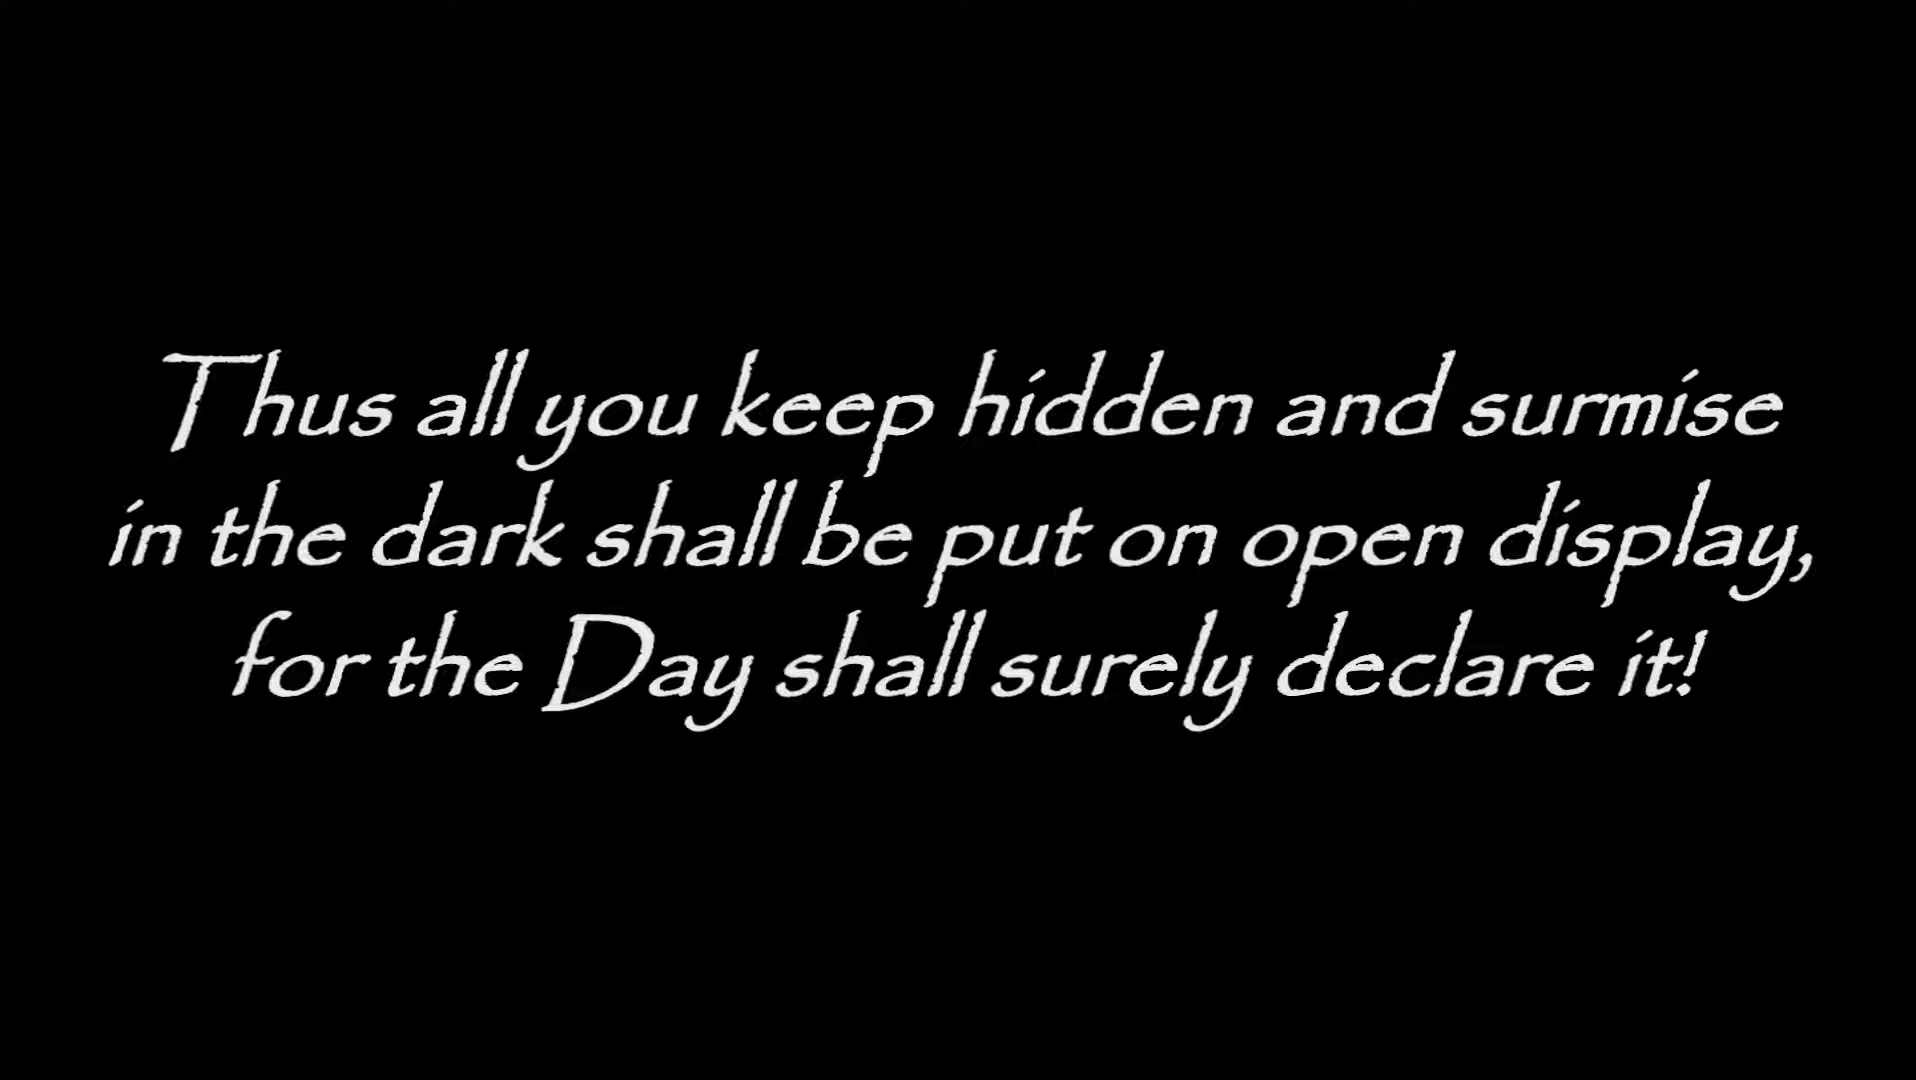 Thus all you keep hidden and surmise
in the dark shall be put on open display,
for the Day shall surely declare it!